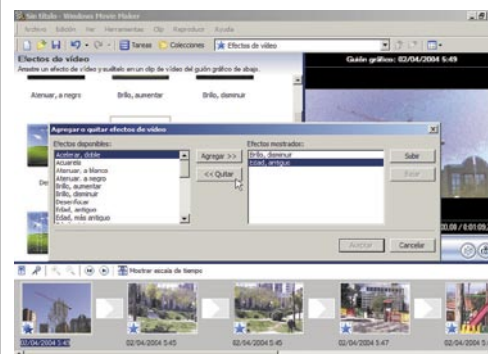 Sin título - Windows Movie Maker
Archivo Edición Ver Herramientas Clip Reproducir Ayuda
Tareas Colecciones Efectos de vídeo
Efectos de vídeo
Arrastre un efecto de vídeo y suéltelo en un clip de vídeo del guión gráfico de abajo.
Guión gráfico: 02/04/2004 5:49
Atenuar, a negro Brillo, aumentar Brillo, disminuir
Agregar o quitar efectos de vídeo
Efectos disponibles:
Efectos mostrados:
Acelerar, doble
Acuarela
Atenuar, a blanco
Atenuar, a negro
Brillo, aumentar
Brillo, disminuir
Desenfocar
Edad, antiguo
Edad, más antiguo
Agregar >>
<< Quitar
Brillo, disminuir
Edad, antiguo
Subir
Bajar
Aceptar Cancelar
Mostrar escala de tiempo
02/04/2004 5:49 02/04/2004 5:45 02/04/2004 5:46 02/04/2004 5:47